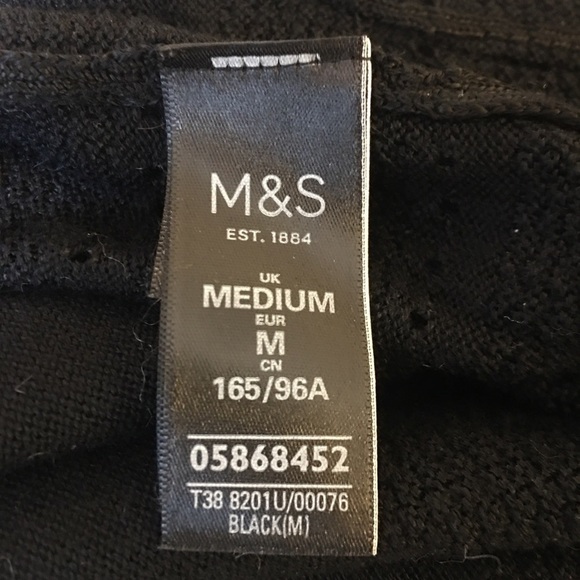 M&S
EST. 1884
UK
MEDIUM
EUR
M
CN
165/96A
05868452
T38 8201U/00076
BLACK(M)